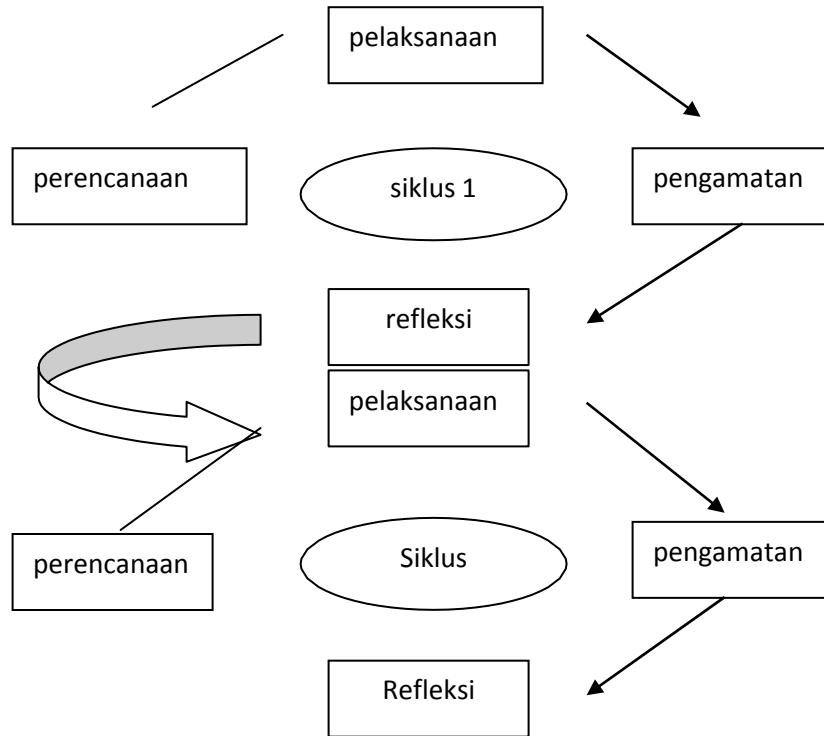 pelaksanaan
perencanaan
siklus 1
pengamatan
refleksi
pelaksanaan
perencanaan
Siklus
pengamatan
Refleksi